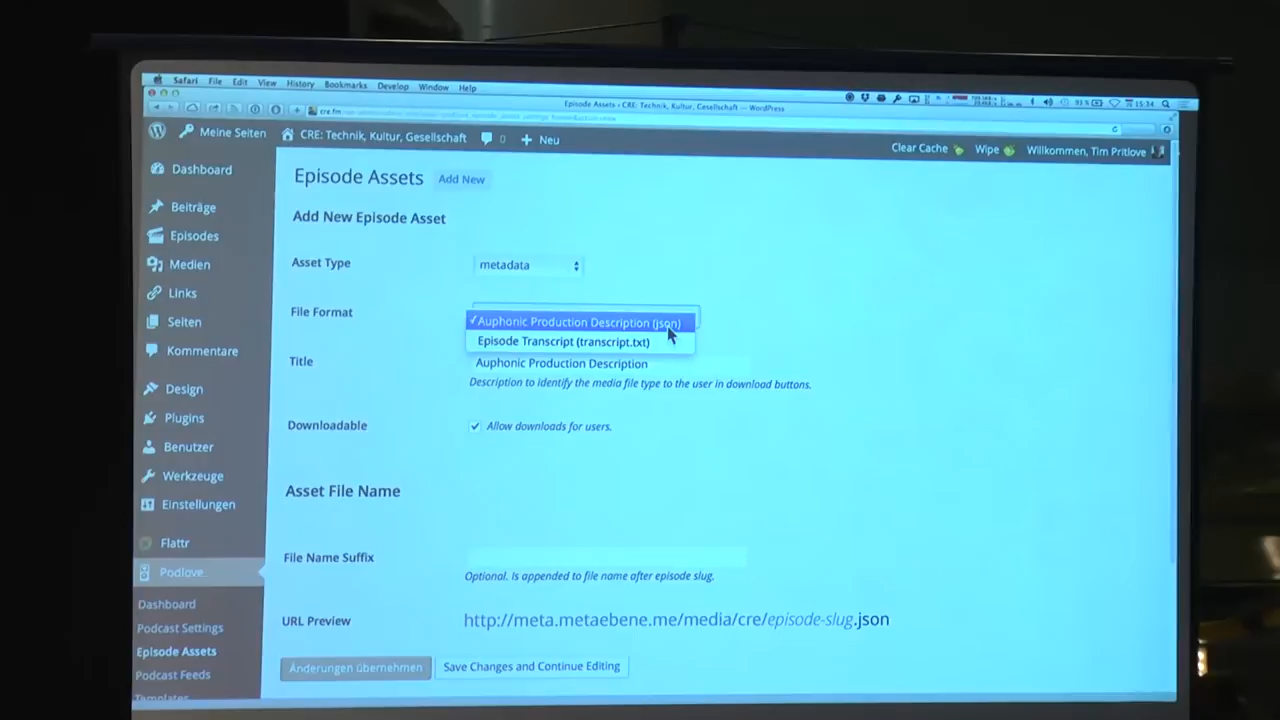 Safari File Edit View History Bookmarks Develop Window Help 93% 15:34
Episode Assets ‹ CRE: Technik, Kultur, Gesellschaft — WordPress
Meine Seiten CRE: Technik, Kultur, Gesellschaft 0 + Neu Clear Cache Wipe Willkommen, Tim Pritlove
Dashboard
Beiträge
Episodes
Medien
Links
Seiten
Kommentare
Design
Plugins
Benutzer
Werkzeuge
Einstellungen
Flattr
Podlove
Dashboard
Podcast Settings
Episode Assets
Podcast Feeds
Templates
Episode Assets Add New
Add New Episode Asset
Asset Type metadata
File Format
✓Auphonic Production Description (json)
Episode Transcript (transcript.txt)
Title Auphonic Production Description
Description to identify the media file type to the user in download buttons.
Downloadable Allow downloads for users.
Asset File Name
File Name Suffix
Optional. Is appended to file name after episode slug.
URL Preview http://meta.metaebene.me/media/cre/episode-slug.json
Änderungen übernehmen Save Changes and Continue Editing